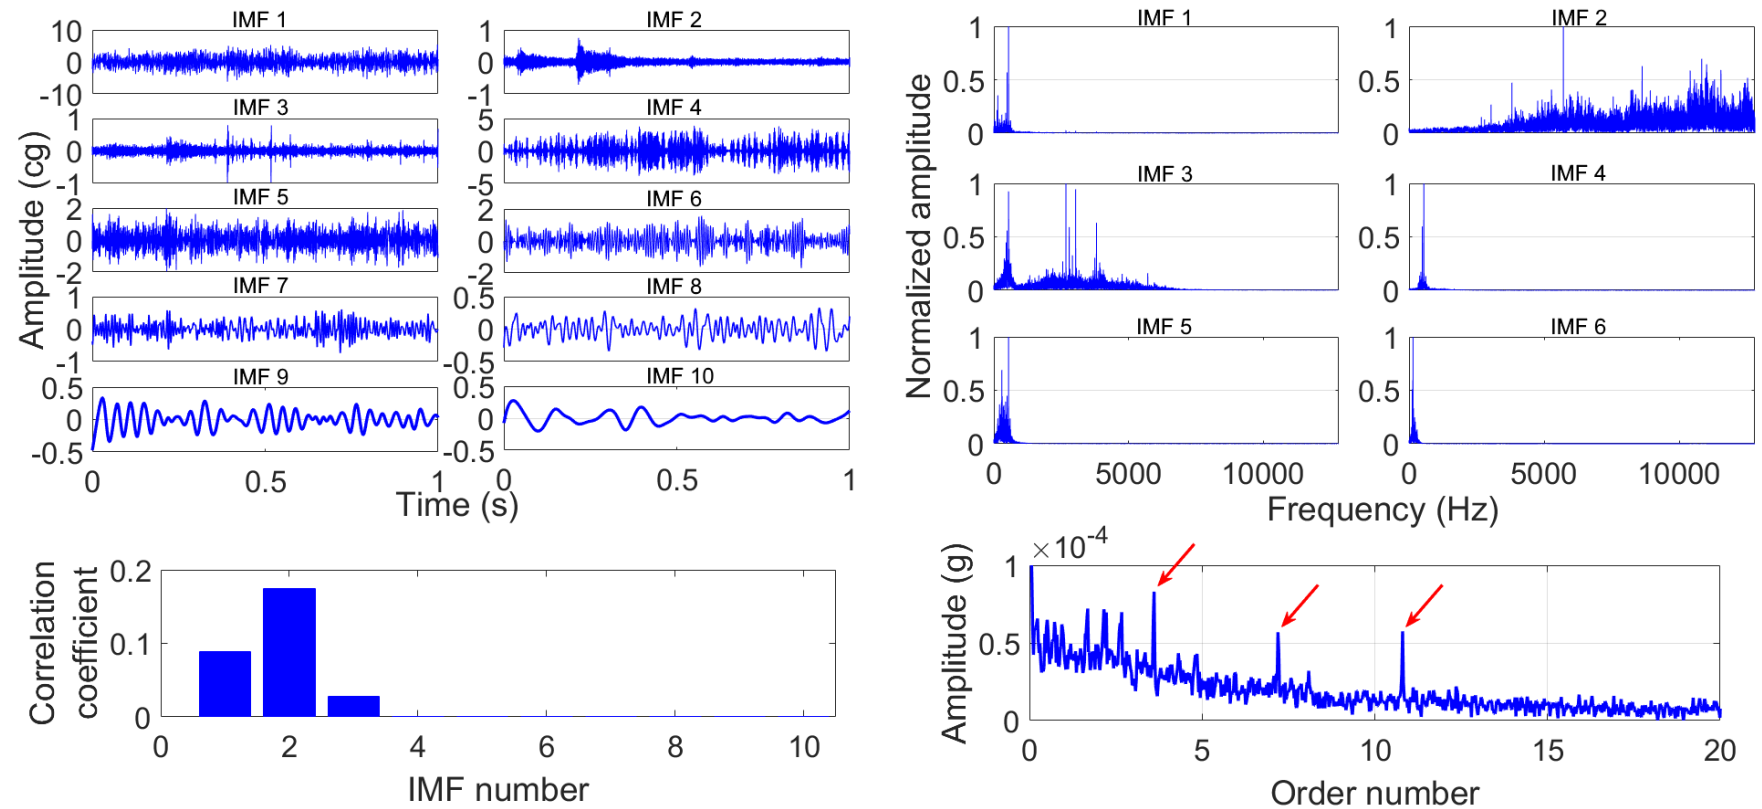 IMF 1
IMF 2
10
0
-10
1
0
-1
IMF 3
IMF 4
1
0
-1
5
0
-5
IMF 5
IMF 6
2
0
-2
2
0
-2
IMF 7
IMF 8
1
0
-1
0.5
0
-0.5
IMF 9
IMF 10
0.5
0
-0.5
0.5
0
-0.5
0 0.5 1
0 0.5 1
Amplitude (cg)
Time (s)
IMF 1
IMF 2
1
0.5
0
1
0.5
0
IMF 3
IMF 4
1
0.5
0
1
0.5
0
IMF 5
IMF 6
1
0.5
0
1
0.5
0
0 5000 10000
0 5000 10000
Normalized amplitude
Frequency (Hz)
Correlation
coefficient
0.2
0.1
0
0 2 4 6 8 10
IMF number
Amplitude (g)
×10-4
1
0.5
0
0 5 10 15 20
Order number